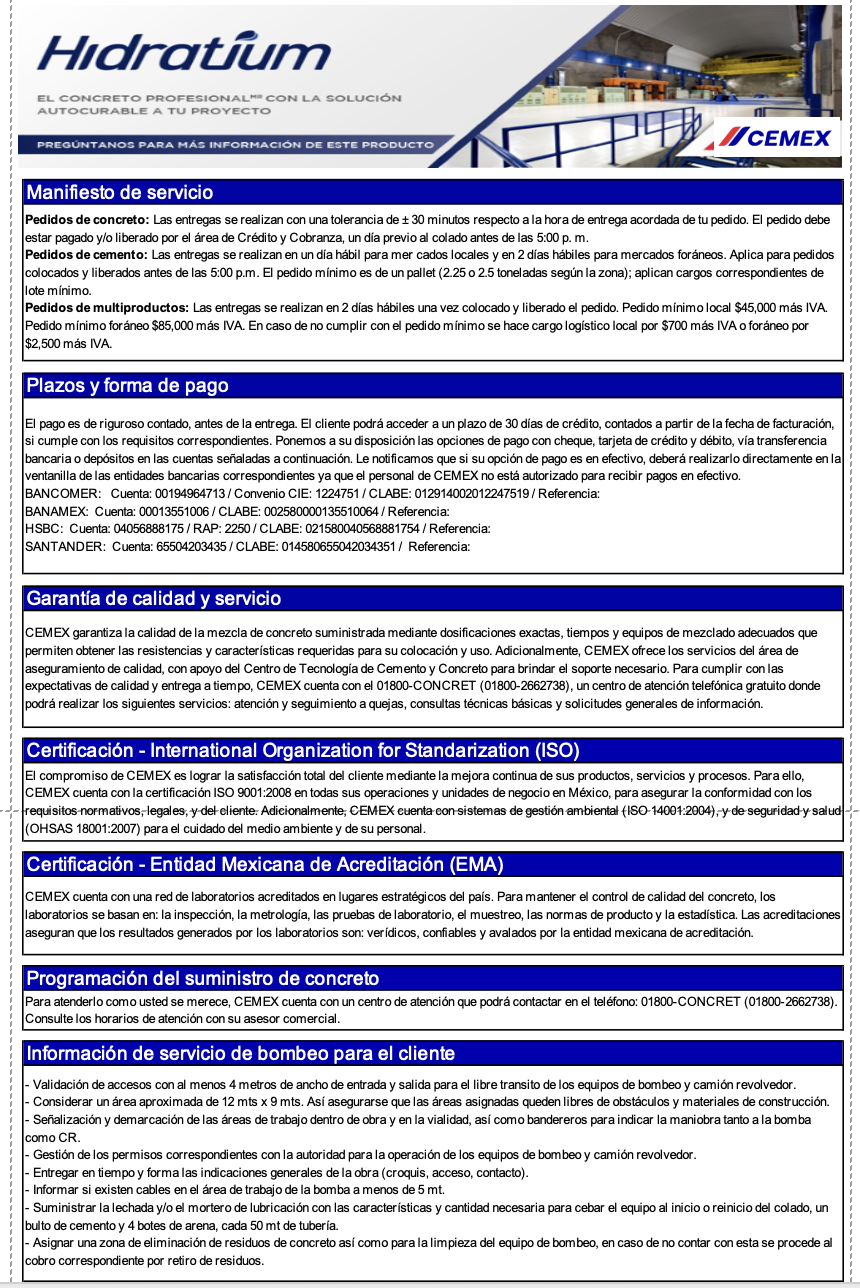 Hidratium
EL CONCRETO PROFESIONALᴹᴿ CON LA SOLUCIÓN
AUTOCURABLE A TU PROYECTO
PREGÚNTANOS PARA MÁS INFORMACIÓN DE ESTE PRODUCTO
CEMEX
Manifiesto de servicio
Pedidos de concreto: Las entregas se realizan con una tolerancia de ± 30 minutos respecto a la hora de entrega acordada de tu pedido. El pedido debe
estar pagado y/o liberado por el área de Crédito y Cobranza, un día previo al colado antes de las 5:00 p. m.
Pedidos de cemento: Las entregas se realizan en un día hábil para mer cados locales y en 2 días hábiles para mercados foráneos. Aplica para pedidos
colocados y liberados antes de las 5:00 p.m. El pedido mínimo es de un pallet (2.25 o 2.5 toneladas según la zona); aplican cargos correspondientes de
lote mínimo.
Pedidos de multiproductos: Las entregas se realizan en 2 días hábiles una vez colocado y liberado el pedido. Pedido mínimo local $45,000 más IVA.
Pedido mínimo foráneo $85,000 más IVA. En caso de no cumplir con el pedido mínimo se hace cargo logístico local por $700 más IVA o foráneo por
$2,500 más IVA.
Plazos y forma de pago
El pago es de riguroso contado, antes de la entrega. El cliente podrá acceder a un plazo de 30 días de crédito, contados a partir de la fecha de facturación,
si cumple con los requisitos correspondientes. Ponemos a su disposición las opciones de pago con cheque, tarjeta de crédito y débito, vía transferencia
bancaria o depósitos en las cuentas señaladas a continuación. Le notificamos que si su opción de pago es en efectivo, deberá realizarlo directamente en la
ventanilla de las entidades bancarias correspondientes ya que el personal de CEMEX no está autorizado para recibir pagos en efectivo.
BANCOMER: Cuenta: 00194964713 / Convenio CIE: 1224751 / CLABE: 012914002012247519 / Referencia:
BANAMEX: Cuenta: 00013551006 / CLABE: 002580000135510064 / Referencia:
HSBC: Cuenta: 04056888175 / RAP: 2250 / CLABE: 021580040568881754 / Referencia:
SANTANDER: Cuenta: 65504203435 / CLABE: 014580655042034351 / Referencia:
Garantía de calidad y servicio
CEMEX garantiza la calidad de la mezcla de concreto suministrada mediante dosificaciones exactas, tiempos y equipos de mezclado adecuados que
permiten obtener las resistencias y características requeridas para su colocación y uso. Adicionalmente, CEMEX ofrece los servicios del área de
aseguramiento de calidad, con apoyo del Centro de Tecnología de Cemento y Concreto para brindar el soporte necesario. Para cumplir con las
expectativas de calidad y entrega a tiempo, CEMEX cuenta con el 01800-CONCRET (01800-2662738), un centro de atención telefónica gratuito donde
podrá realizar los siguientes servicios: atención y seguimiento a quejas, consultas técnicas básicas y solicitudes generales de información.
Certificación - International Organization for Standarization (ISO)
El compromiso de CEMEX es lograr la satisfacción total del cliente mediante la mejora continua de sus productos, servicios y procesos. Para ello,
CEMEX cuenta con la certificación ISO 9001:2008 en todas sus operaciones y unidades de negocio en México, para asegurar la conformidad con los
requisitos normativos, legales, y del cliente. Adicionalmente, CEMEX cuenta con sistemas de gestión ambiental (ISO 14001:2004), y de seguridad y salud
(OHSAS 18001:2007) para el cuidado del medio ambiente y de su personal.
Certificación - Entidad Mexicana de Acreditación (EMA)
CEMEX cuenta con una red de laboratorios acreditados en lugares estratégicos del país. Para mantener el control de calidad del concreto, los
laboratorios se basan en: la inspección, la metrología, las pruebas de laboratorio, el muestreo, las normas de producto y la estadística. Las acreditaciones
aseguran que los resultados generados por los laboratorios son: verídicos, confiables y avalados por la entidad mexicana de acreditación.
Programación del suministro de concreto
Para atenderlo como usted se merece, CEMEX cuenta con un centro de atención que podrá contactar en el teléfono: 01800-CONCRET (01800-2662738).
Consulte los horarios de atención con su asesor comercial.
Información de servicio de bombeo para el cliente
- Validación de accesos con al menos 4 metros de ancho de entrada y salida para el libre transito de los equipos de bombeo y camión revolvedor.
- Considerar un área aproximada de 12 mts x 9 mts. Así asegurarse que las áreas asignadas queden libres de obstáculos y materiales de construcción.
- Señalización y demarcación de las áreas de trabajo dentro de obra y en la vialidad, así como bandereros para indicar la maniobra tanto a la bomba
como CR.
- Gestión de los permisos correspondientes con la autoridad para la operación de los equipos de bombeo y camión revolvedor.
- Entregar en tiempo y forma las indicaciones generales de la obra (croquis, acceso, contacto).
- Informar si existen cables en el área de trabajo de la bomba a menos de 5 mt.
- Suministrar la lechada y/o el mortero de lubricación con las características y cantidad necesaria para cebar el equipo al inicio o reinicio del colado, un
bulto de cemento y 4 botes de arena, cada 50 mt de tubería.
- Asignar una zona de eliminación de residuos de concreto así como para la limpieza del equipo de bombeo, en caso de no contar con esta se procede al
cobro correspondiente por retiro de residuos.